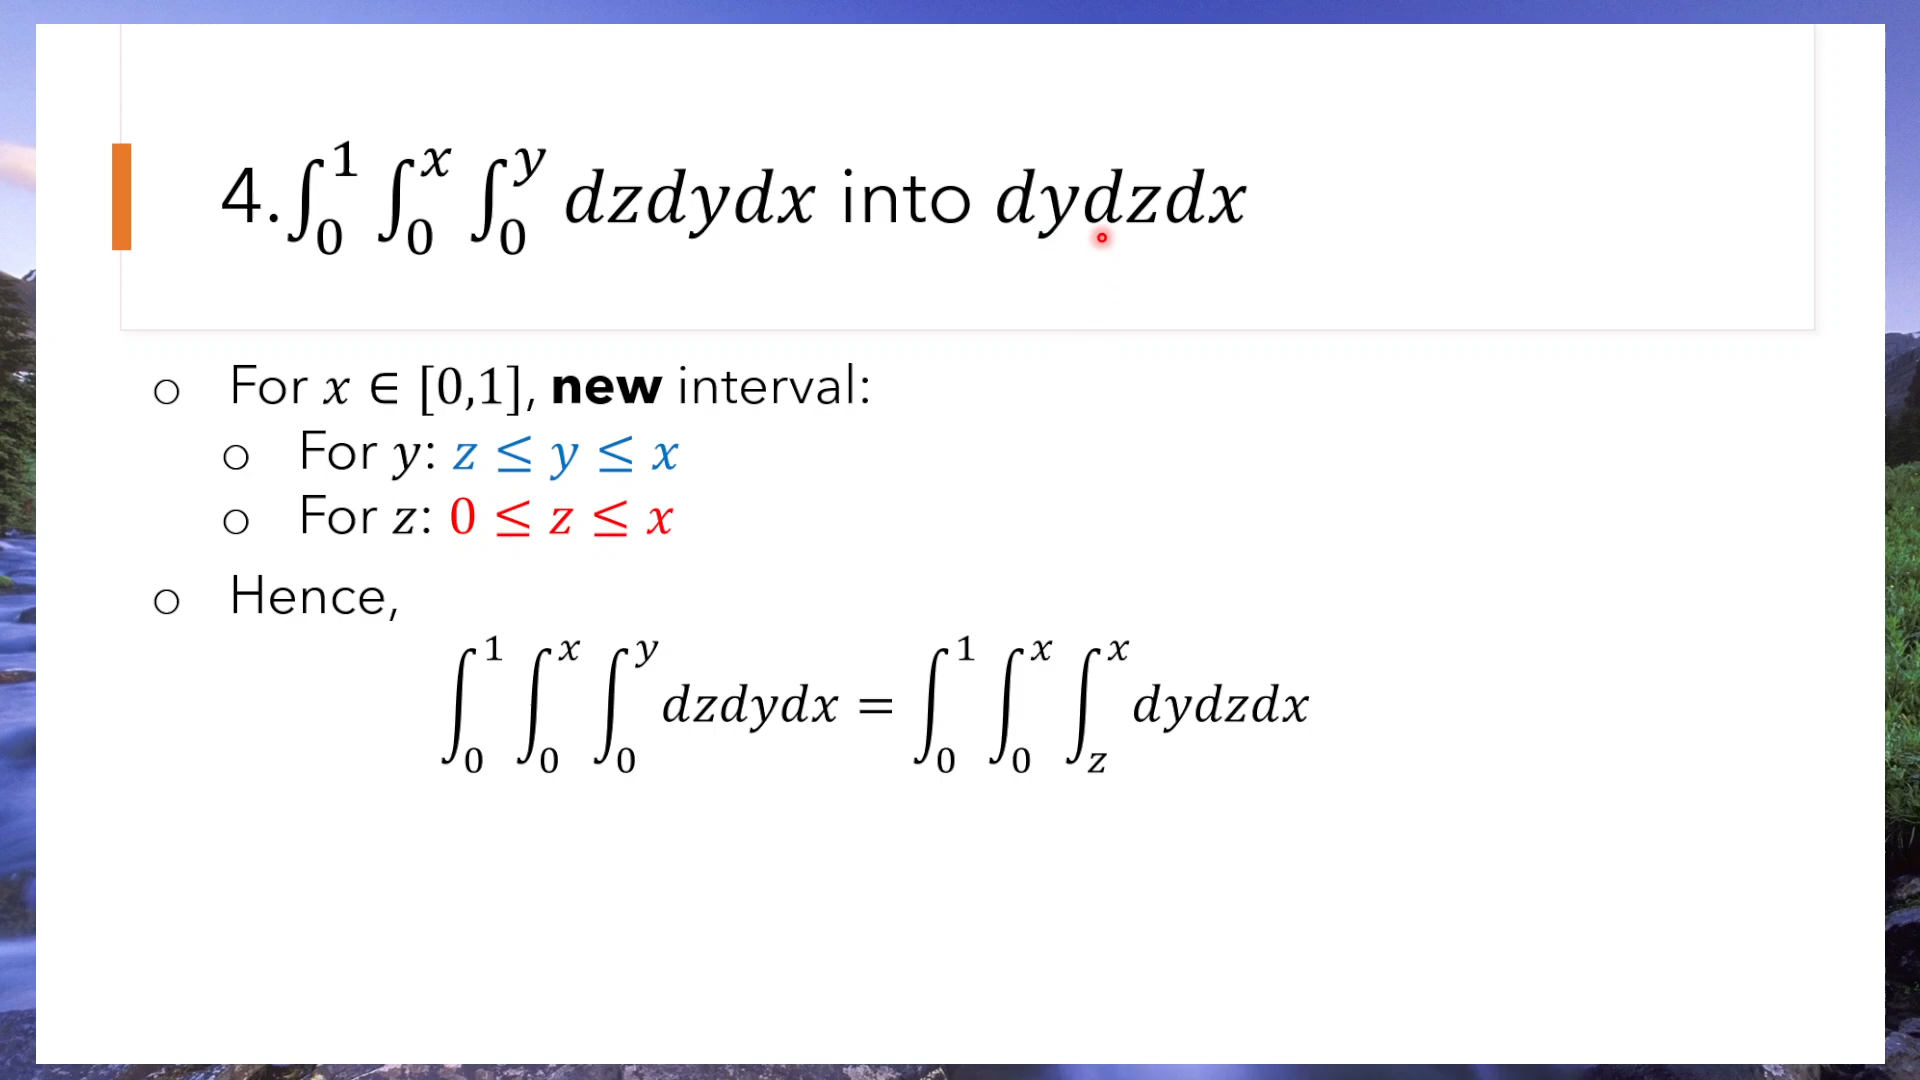 4. ∫₀¹ ∫₀ˣ ∫₀ʸ dzdydx into dydzdx
○ For x ∈ [0,1], new interval:
○ For y: z ≤ y ≤ x
○ For z: 0 ≤ z ≤ x
○ Hence,
∫₀¹ ∫₀ˣ ∫₀ʸ dzdydx = ∫₀¹ ∫₀ˣ ∫_z^x dydzdx